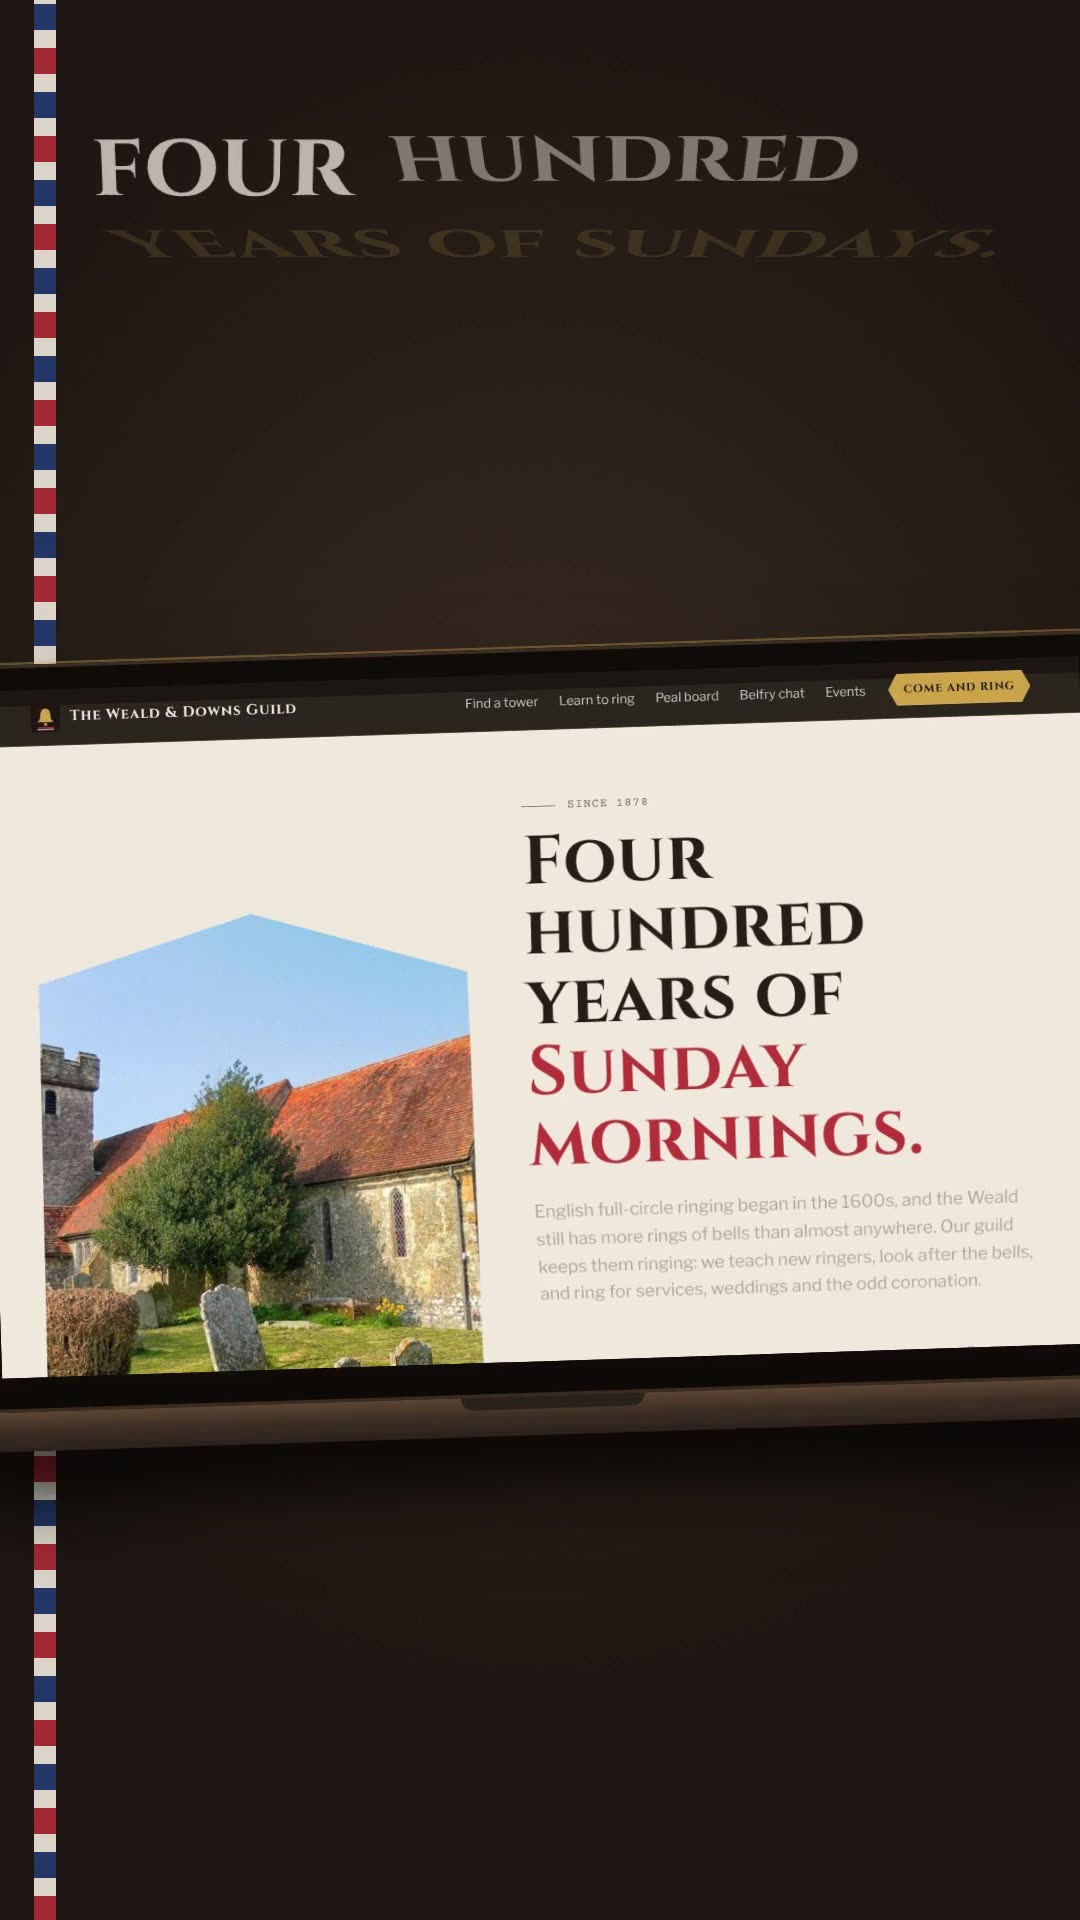 FOUR HUNDRED
YEARS OF SUNDAYS.
THE WEALD & DOWNS GUILD
Find a tower Learn to ring Peal board Belfry chat Events COME AND RING
SINCE 1878
FOUR
HUNDRED
YEARS OF
SUNDAY
MORNINGS.
English full-circle ringing began in the 1600s, and the Weald
still has more rings of bells than almost anywhere. Our guild
keeps them ringing: we teach new ringers, look after the bells,
and ring for services, weddings and the odd coronation.